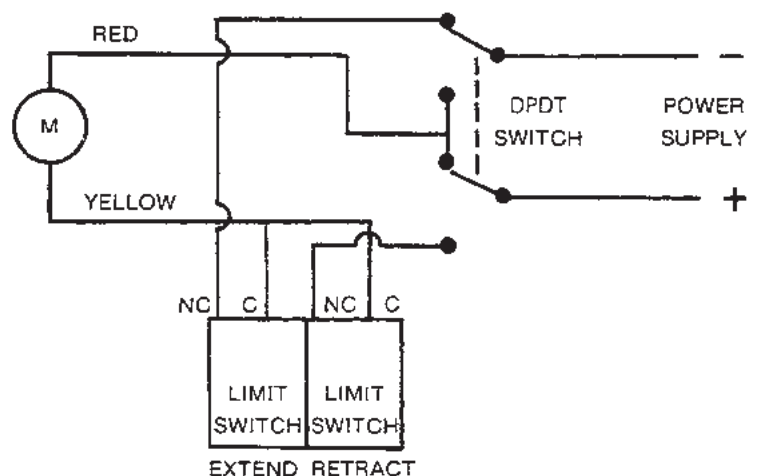 RED
M
YELLOW
DPDT
SWITCH
POWER
SUPPLY
−
+
NC C NC C
LIMIT
SWITCH
LIMIT
SWITCH
EXTEND RETRACT